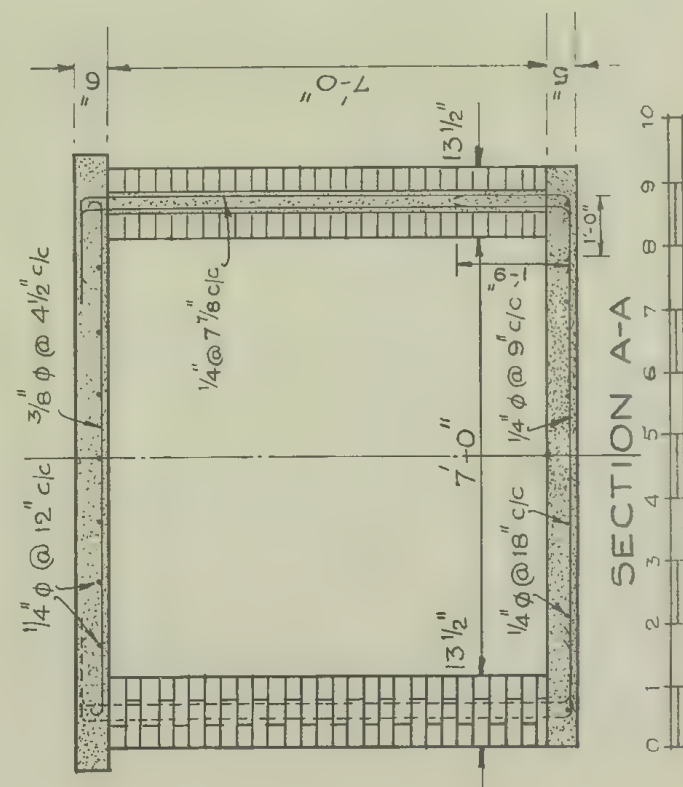 6"
7'-0"
5"
13 1/2"
1/4" φ @ 12" c/c
3/8" φ @ 4 1/2" c/c
1/4 @ 7 7/8 c/c
1'-9"
1'-0"
7'-0"
13 1/2"
1/4" φ @ 18" c/c
1/4" φ @ 9" c/c
SECTION A-A
0 1 2 3 4 5 6 7 8 9 10